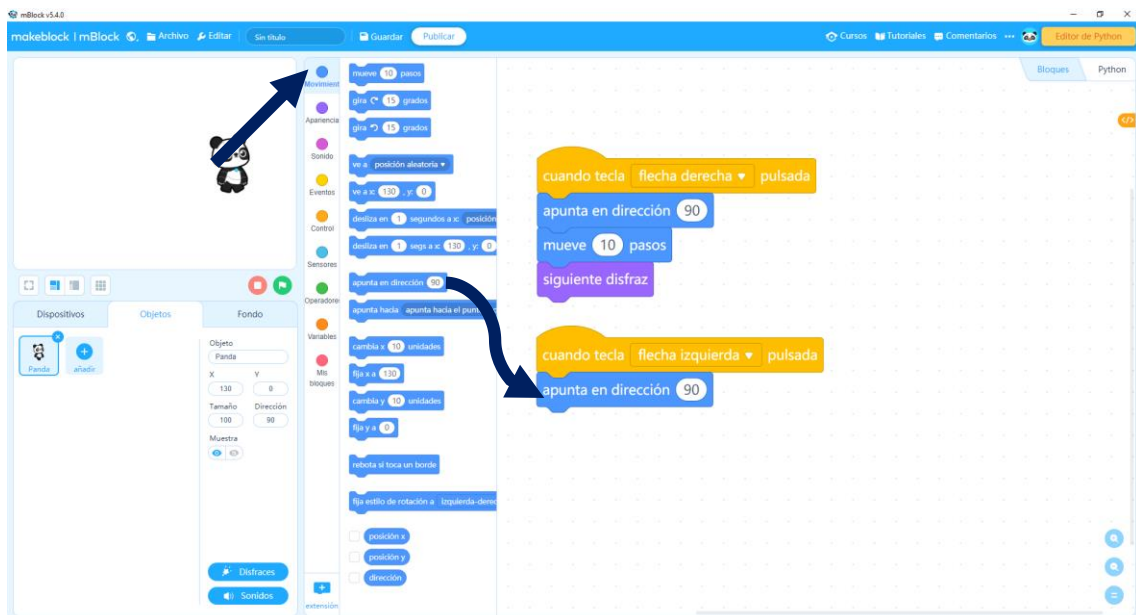 mBlock v5.4.0
makeblock | mBlock Archivo Editar Sin título Guardar Publicar Cursos Tutoriales Comentarios Editor de Python
Bloques Python
Movimient
Apariencia
Sonido
Eventos
Control
Sensores
Operadore
Variables
Mis
bloques
extensión
mueve 10 pasos
gira 15 grados
gira 15 grados
ve a posición aleatoria
ve a x: 130 , y: 0
desliza en 1 segundos a x: posición
desliza en 1 segs a x: 130 , y: 0
apunta en dirección 90
apunta hacia apunta hacia el punt
cambia x 10 unidades
fija x a 130
cambia y 10 unidades
fija y a 0
rebota si toca un borde
fija estilo de rotación a izquierda-derec
posición x
posición y
dirección
cuando tecla flecha derecha pulsada
apunta en dirección 90
mueve 10 pasos
siguiente disfraz
cuando tecla flecha izquierda pulsada
apunta en dirección 90
Dispositivos Objetos Fondo
Panda
añadir
Objeto
Panda
X Y
130 0
Tamaño Dirección
100 90
Muestra
Disfraces
Sonidos